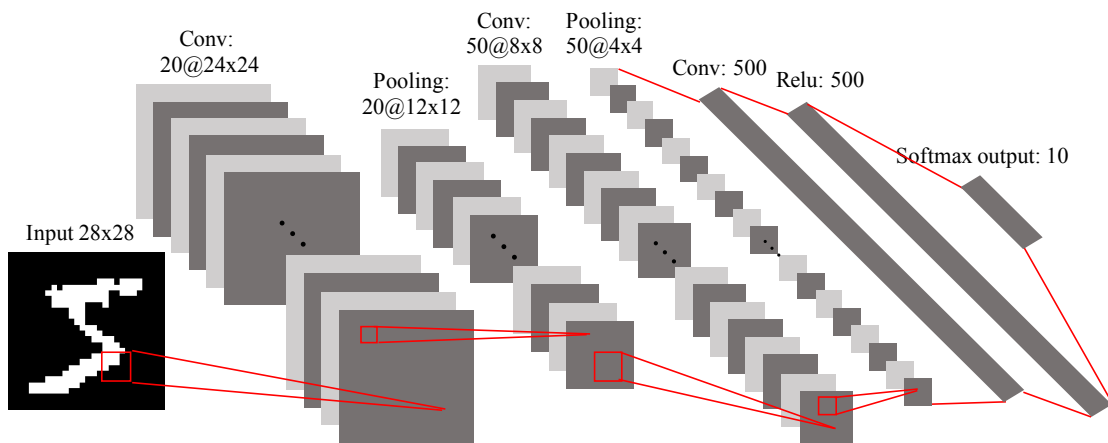 Input 28x28
Conv:
20@24x24
Pooling:
20@12x12
Conv:
50@8x8
Pooling:
50@4x4
Conv: 500
Relu: 500
Softmax output: 10